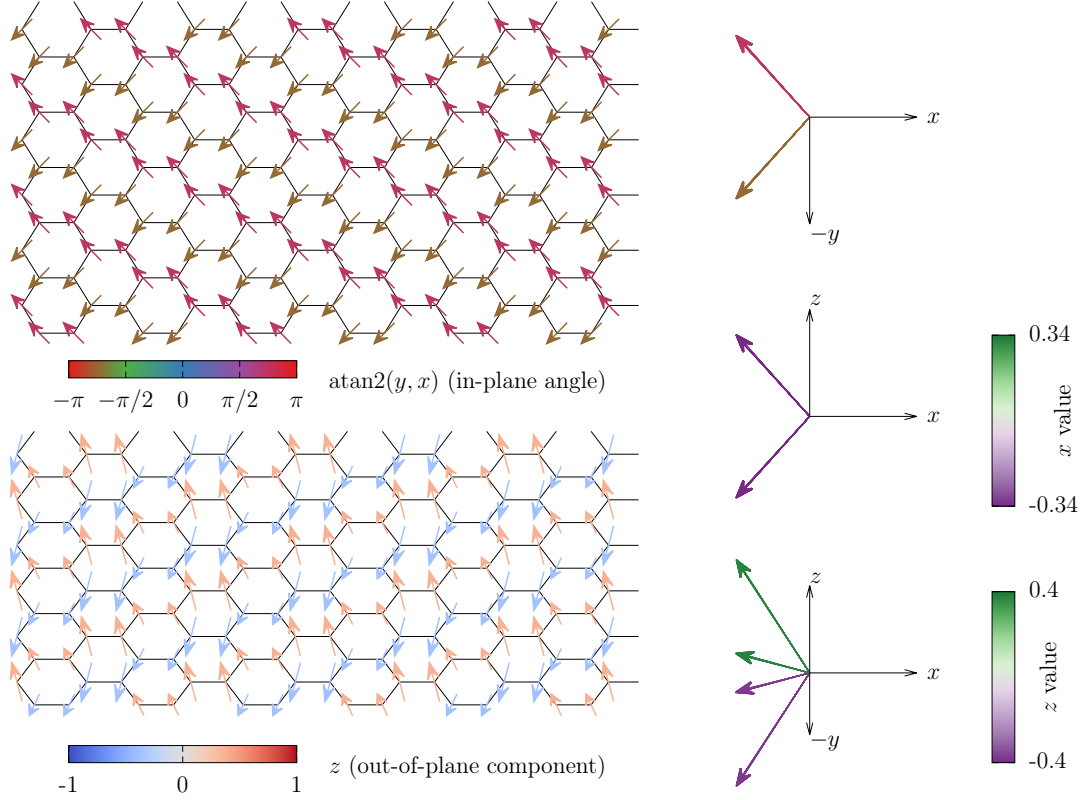 x
−y
z
x
0.34
-0.34
x value
atan2(y, x) (in-plane angle)
−π −π/2 0 π/2 π
z
x
−y
0.4
-0.4
z value
z (out-of-plane component)
-1 0 1